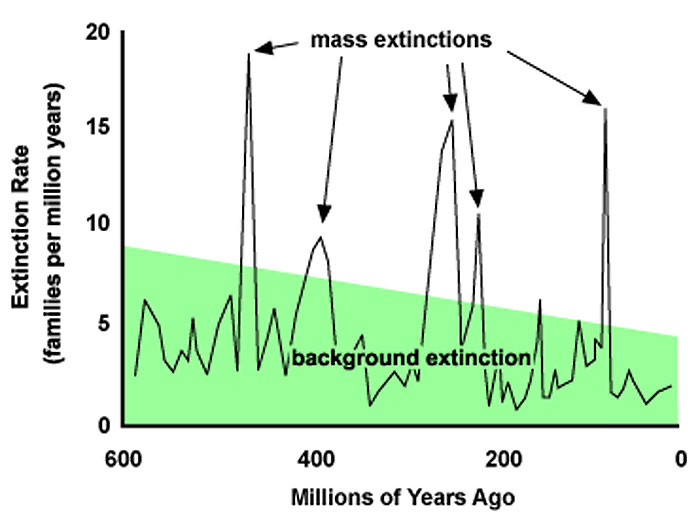 20
mass extinctions
15
10
5
0
Extinction Rate
(families per million years)
background extinction
600
400
200
0
Millions of Years Ago